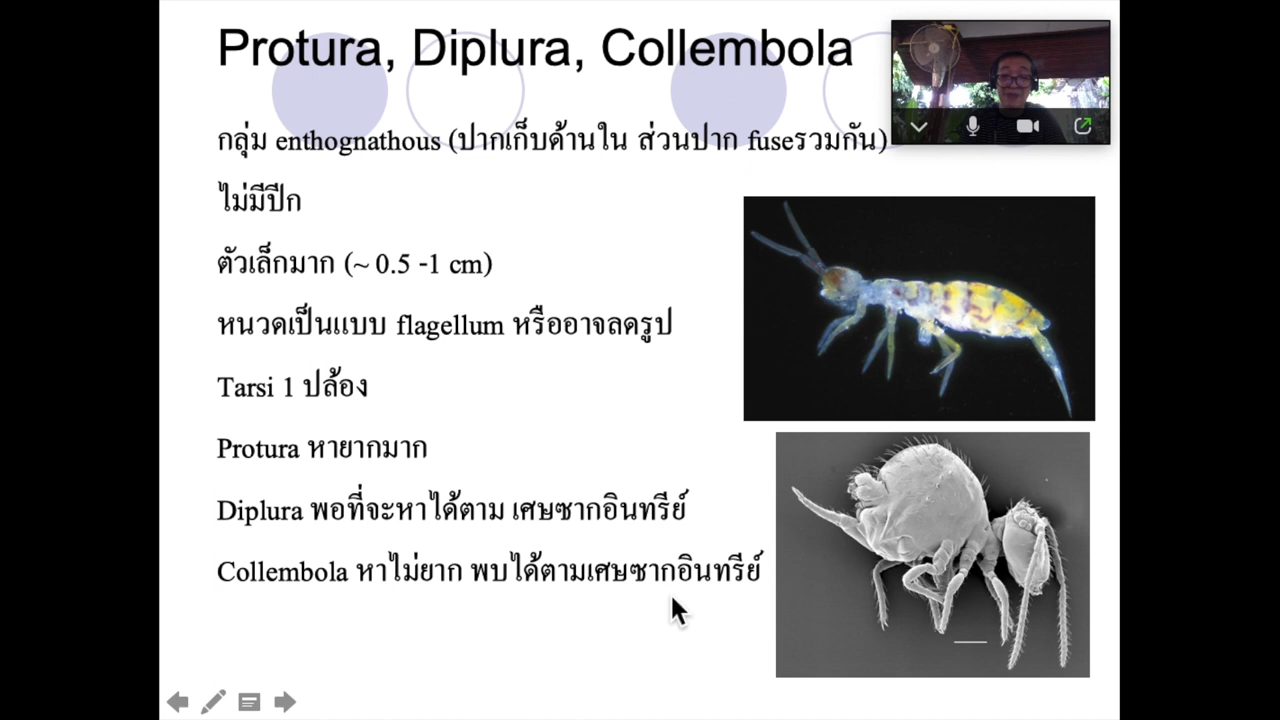 Protura, Diplura, Collembola
กลุ่ม enthognathous (ปากเก็บด้านใน ส่วนปาก fuseรวมกัน)
ไม่มีปีก
ตัวเล็กมาก (~ 0.5 -1 cm)
หนวดเป็นแบบ flagellum หรืออาจลดรูป
Tarsi 1 ปล้อง
Protura หายากมาก
Diplura พอที่จะหาได้ตาม เศษซากอินทรีย์
Collembola หาไม่ยาก พบได้ตามเศษซากอินทรีย์